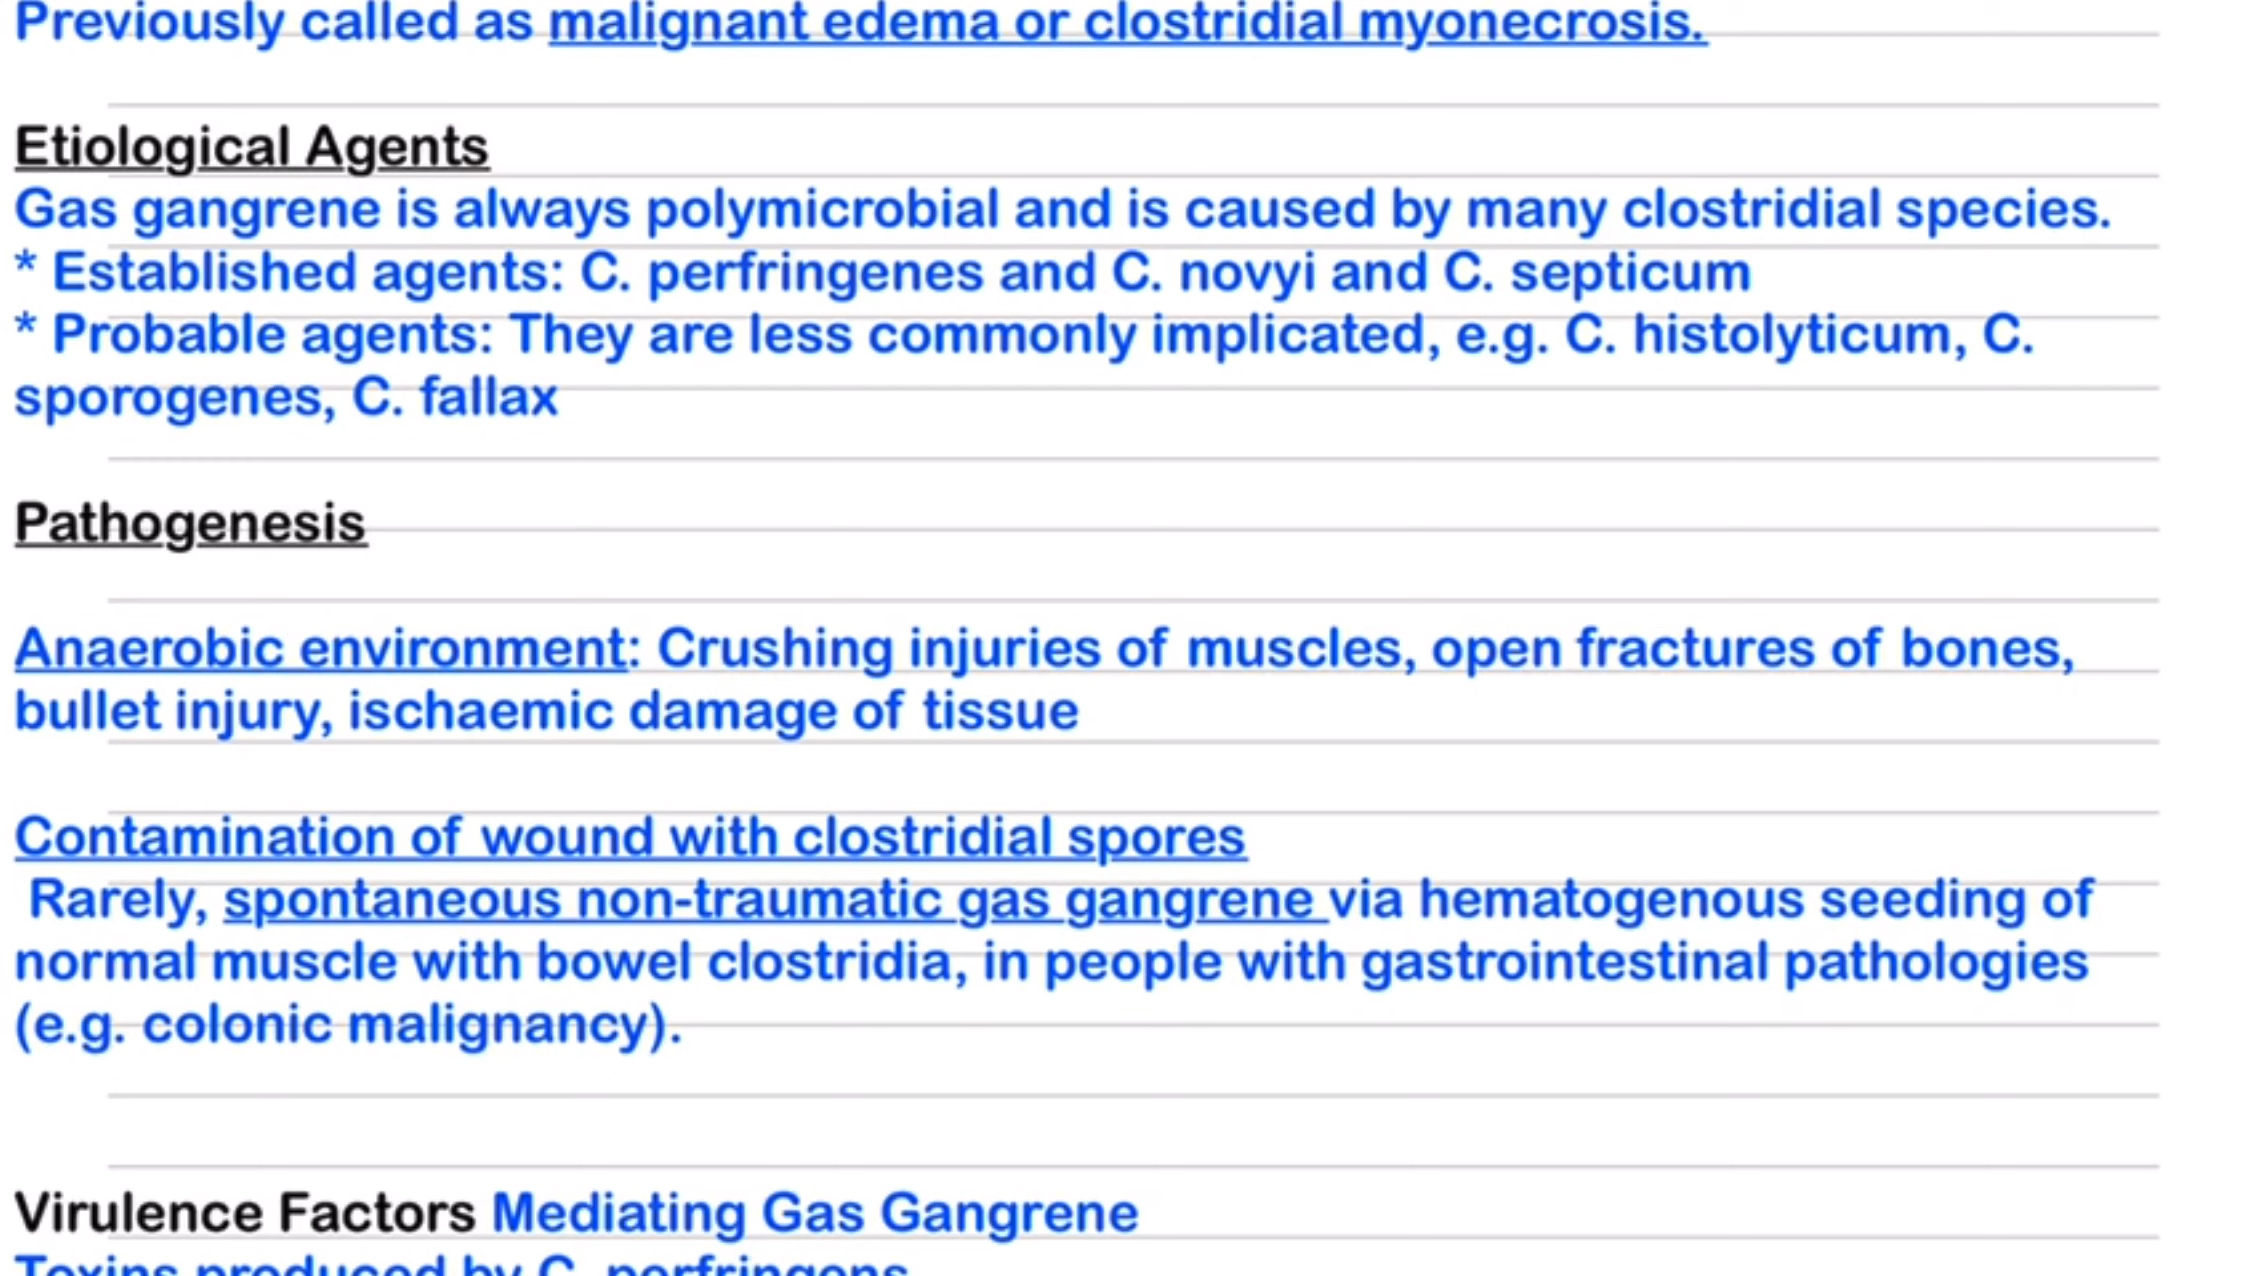 Previously called as malignant edema or clostridial myonecrosis.
Etiological Agents
Gas gangrene is always polymicrobial and is caused by many clostridial species.
* Established agents: C. perfringenes and C. novyi and C. septicum
* Probable agents: They are less commonly implicated, e.g. C. histolyticum, C.
sporogenes, C. fallax
Pathogenesis
Anaerobic environment: Crushing injuries of muscles, open fractures of bones,
bullet injury, ischaemic damage of tissue
Contamination of wound with clostridial spores
Rarely, spontaneous non-traumatic gas gangrene via hematogenous seeding of
normal muscle with bowel clostridia, in people with gastrointestinal pathologies
(e.g. colonic malignancy).
Virulence Factors Mediating Gas Gangrene
Toxins produced by C. perfringens